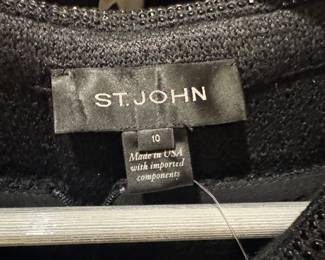 ST. JOHN
10
Made in USA
with imported
components